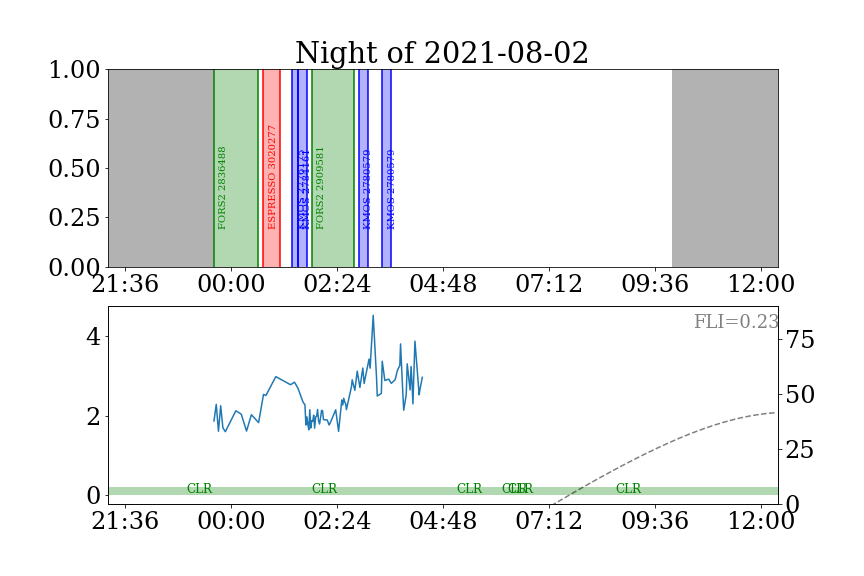 Night of 2021-08-02
1.00
0.75
0.50
0.25
0.00
FORS2 2836488
ESPRESSO 3020277
KMOS
KMOS
FORS2 2909581
KMOS 2780579
KMOS 2780579
21:36 00:00 02:24 04:48 07:12 09:36 12:00
FLI=0.23
4
2
0
75
50
25
0
CLR CLR CLR CLR CLR CLR
21:36 00:00 02:24 04:48 07:12 09:36 12:00